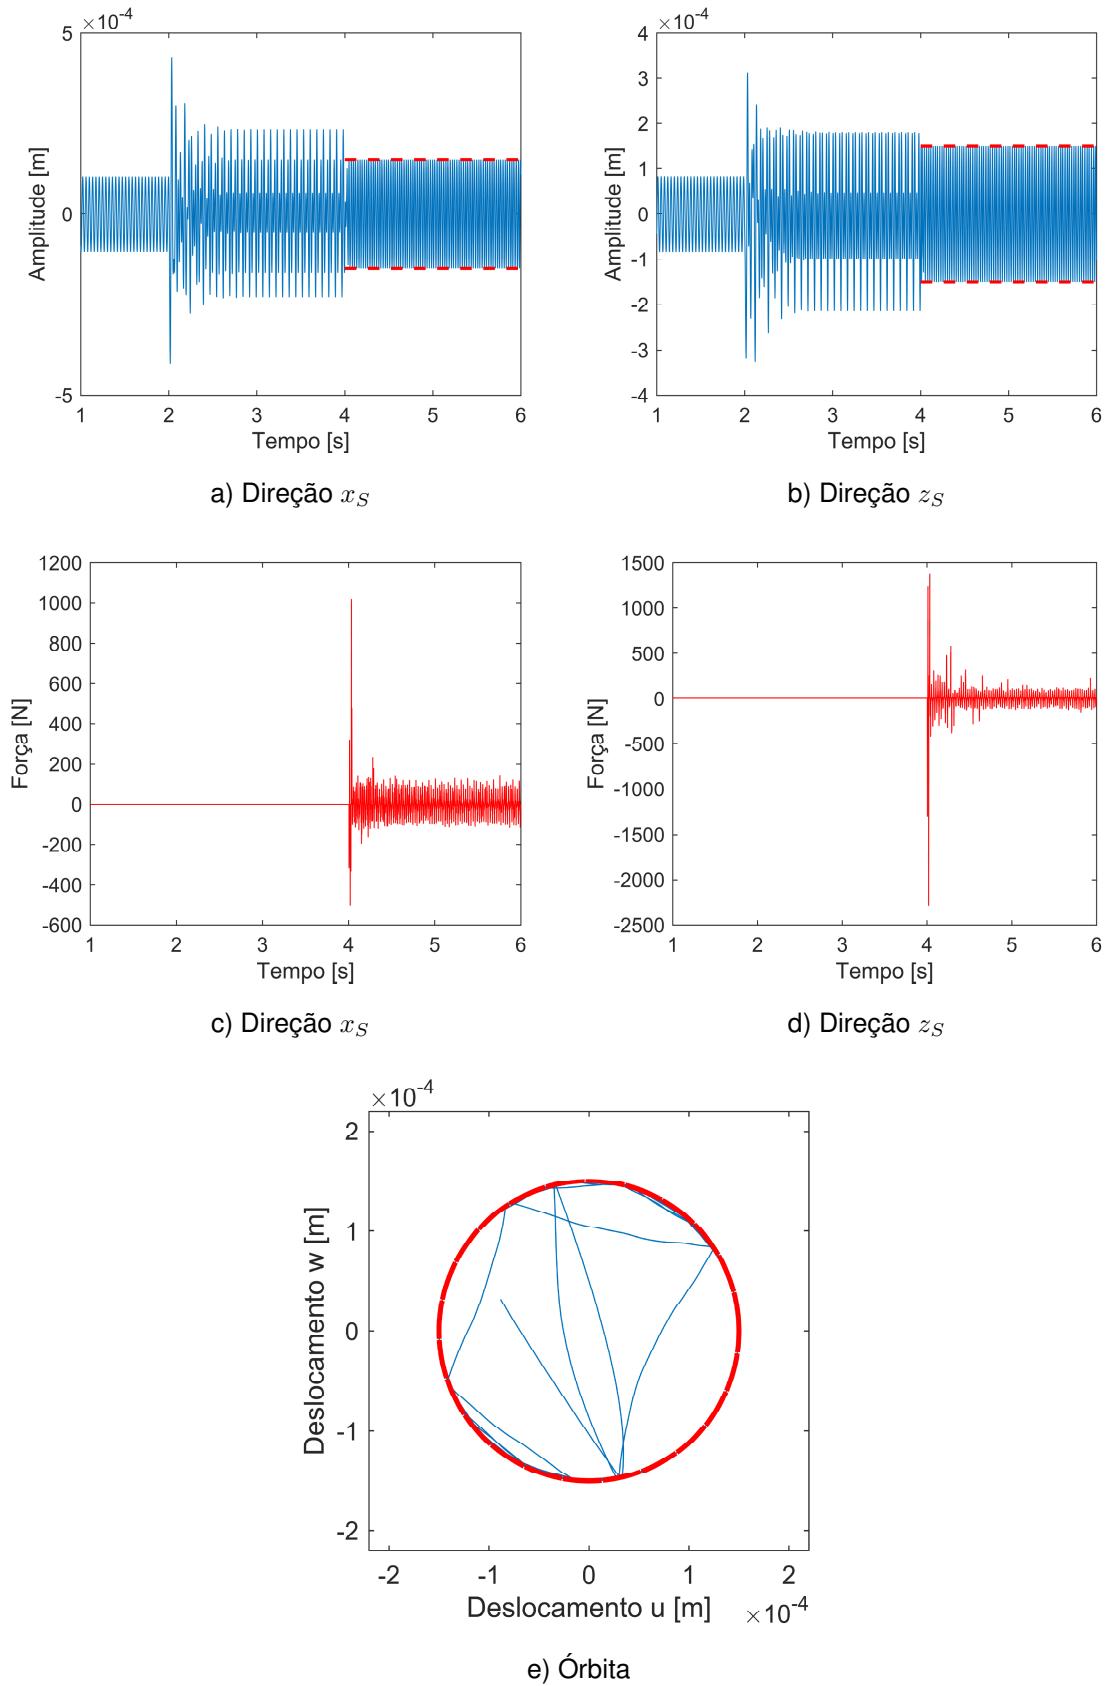 ×10⁻⁴
5
0
-5
Amplitude [m]
1 2 3 4 5 6
Tempo [s]
a) Direção x_S
×10⁻⁴
4
3
2
1
0
-1
-2
-3
-4
Amplitude [m]
1 2 3 4 5 6
Tempo [s]
b) Direção z_S
1200
1000
800
600
400
200
0
-200
-400
-600
Força [N]
1 2 3 4 5 6
Tempo [s]
c) Direção x_S
1500
1000
500
0
-500
-1000
-1500
-2000
-2500
Força [N]
1 2 3 4 5 6
Tempo [s]
d) Direção z_S
×10⁻⁴
2
1
0
-1
-2
Deslocamento w [m]
-2 -1 0 1 2
Deslocamento u [m]
×10⁻⁴
e) Órbita